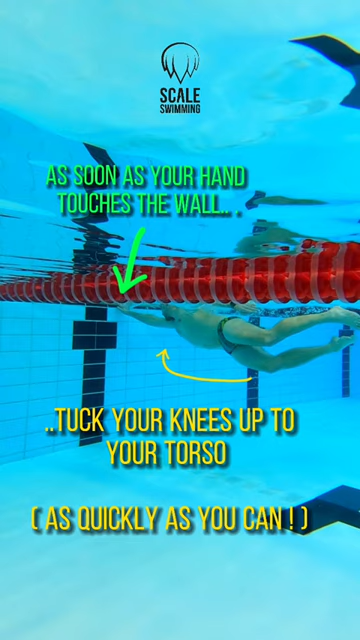 SCALE
SWIMMING
AS SOON AS YOUR HAND
TOUCHES THE WALL.. .
..TUCK YOUR KNEES UP TO
YOUR TORSO
( AS QUICKLY AS YOU CAN ! )